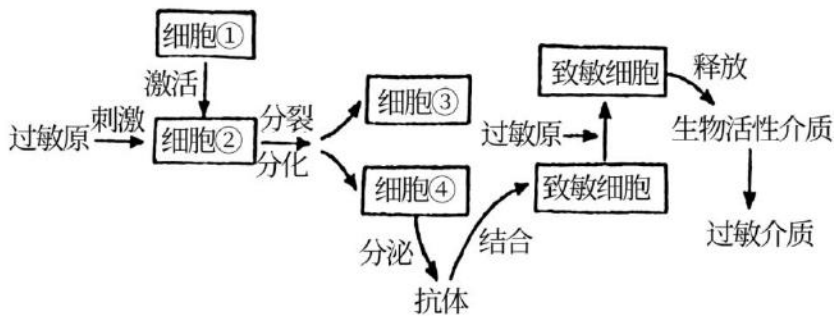 细胞①
激活
过敏原
刺激
细胞②
分裂
分化
细胞③
细胞④
分泌
抗体
结合
过敏原
致敏细胞
致敏细胞
释放
生物活性介质
过敏介质